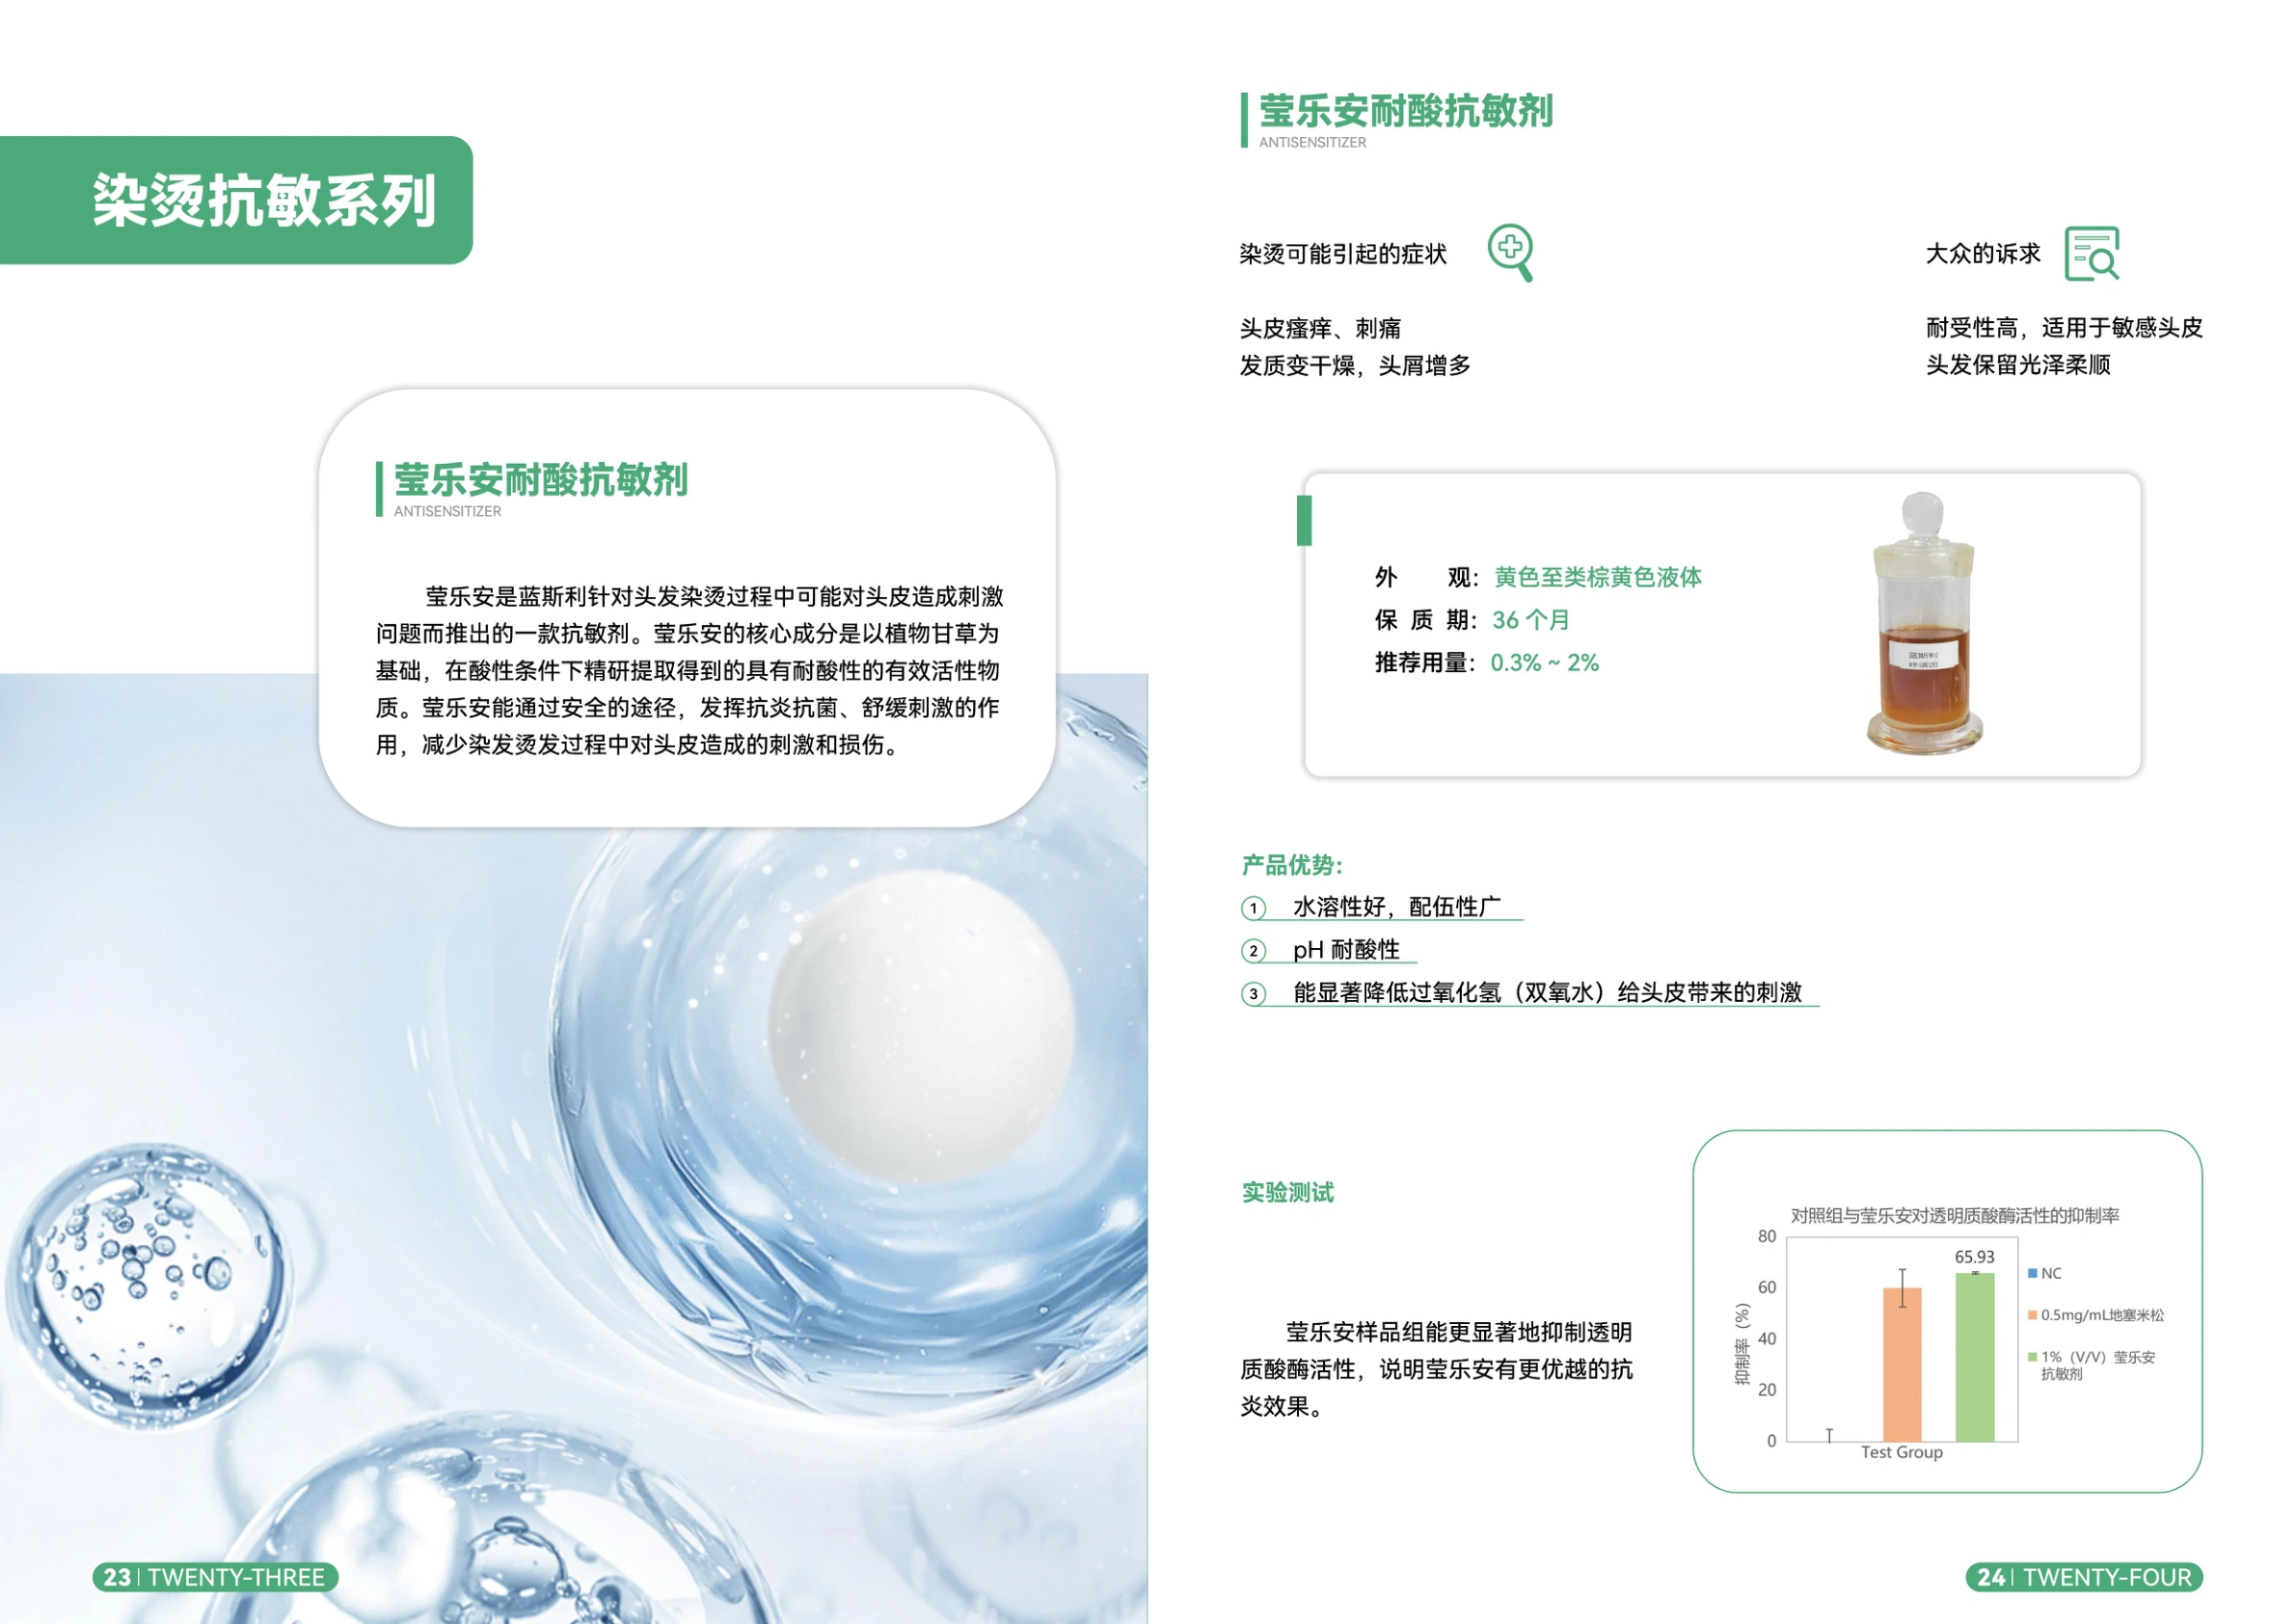 染烫抗敏系列
莹乐安耐酸抗敏剂
ANTISENSITIZER
莹乐安是蓝斯利针对头发染烫过程中可能对头皮造成刺激
问题而推出的一款抗敏剂。莹乐安的核心成分是以植物甘草为
基础，在酸性条件下精研提取得到的具有耐酸性的有效活性物
质。莹乐安能通过安全的途径，发挥抗炎抗菌、舒缓刺激的作
用，减少染发烫发过程中对头皮造成的刺激和损伤。
23 | TWENTY-THREE
莹乐安耐酸抗敏剂
ANTISENSITIZER
染烫可能引起的症状
头皮瘙痒、刺痛
发质变干燥，头屑增多
大众的诉求
耐受性高，适用于敏感头皮
头发保留光泽柔顺
外 观：黄色至类棕黄色液体
保 质 期：36 个月
推荐用量：0.3% ~ 2%
蓝斯利
产品优势：
1 水溶性好，配伍性广
2 pH 耐酸性
3 能显著降低过氧化氢（双氧水）给头皮带来的刺激
实验测试
莹乐安样品组能更显著地抑制透明
质酸酶活性，说明莹乐安有更优越的抗
炎效果。
对照组与莹乐安对透明质酸酶活性的抑制率
80
60
40
20
0
抑制率（%）
65.93
Test Group
NC
0.5mg/mL地塞米松
1%（V/V）莹乐安
抗敏剂
24 | TWENTY-FOUR